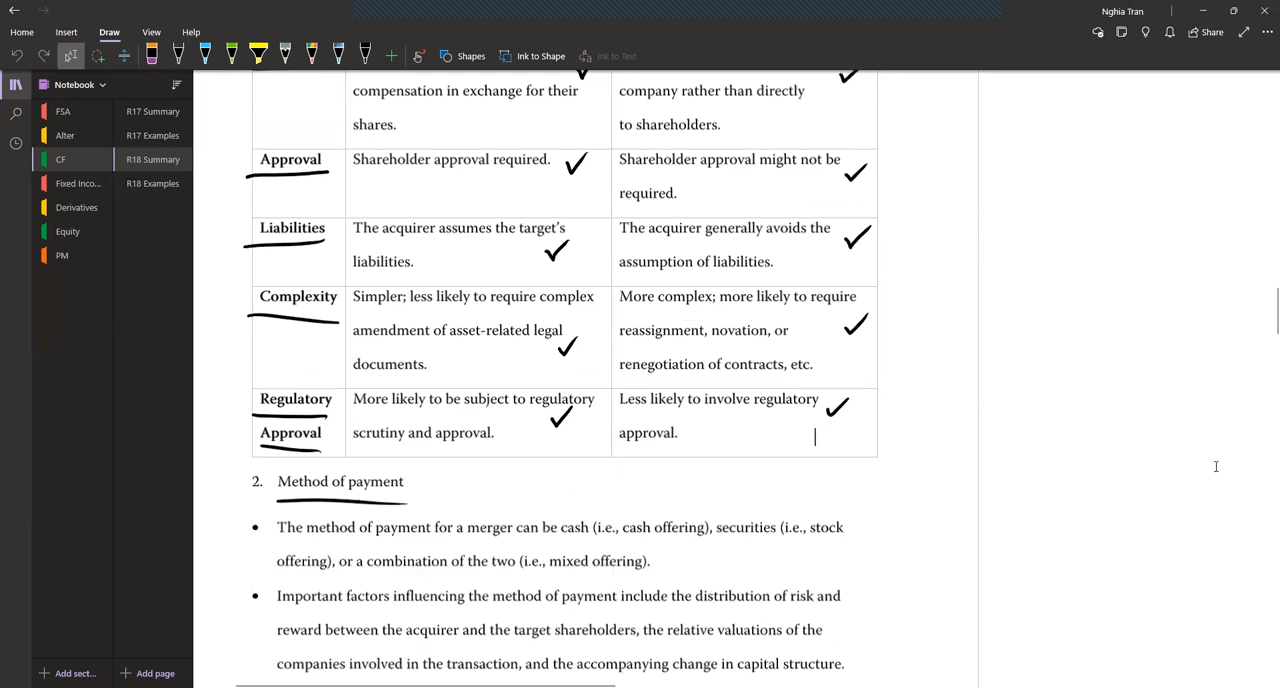 Nghia Tran
Home Insert Draw View Help
Share
Shapes Ink to Shape Ink to Text
Notebook
FSA
Alter
CF
Fixed Inco...
Derivatives
Equity
PM
R17 Summary
R17 Examples
R18 Summary
R18 Examples
Add sect... Add page
compensation in exchange for their
shares.
company rather than directly
to shareholders.
Approval
Shareholder approval required.
Shareholder approval might not be
required.
Liabilities
The acquirer assumes the target's
liabilities.
The acquirer generally avoids the
assumption of liabilities.
Complexity
Simpler; less likely to require complex
amendment of asset-related legal
documents.
More complex; more likely to require
reassignment, novation, or
renegotiation of contracts, etc.
Regulatory
Approval
More likely to be subject to regulatory
scrutiny and approval.
Less likely to involve regulatory
approval.
2. Method of payment
• The method of payment for a merger can be cash (i.e., cash offering), securities (i.e., stock
offering), or a combination of the two (i.e., mixed offering).
• Important factors influencing the method of payment include the distribution of risk and
reward between the acquirer and the target shareholders, the relative valuations of the
companies involved in the transaction, and the accompanying change in capital structure.